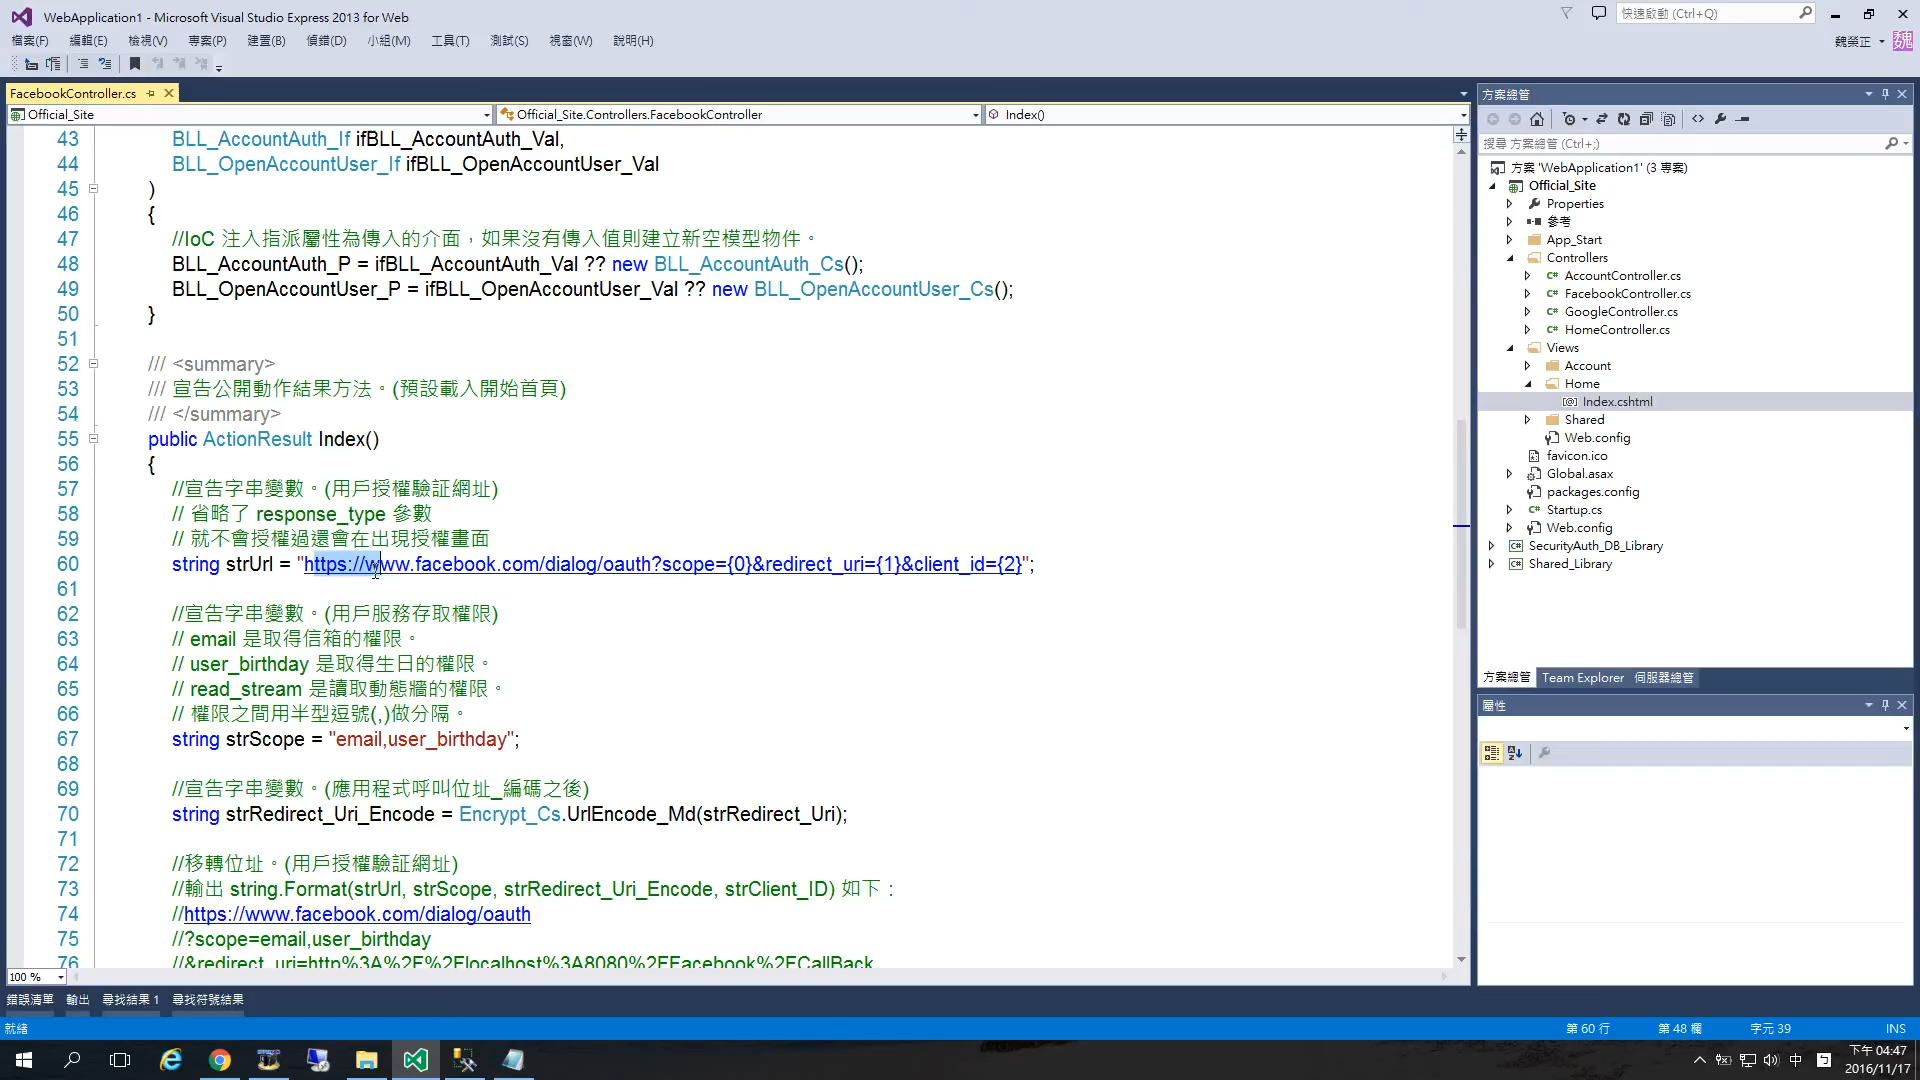 WebApplication1 - Microsoft Visual Studio Express 2013 for Web
快速啟動 (Ctrl+Q)
檔案(F) 編輯(E) 檢視(V) 專案(P) 建置(B) 偵錯(D) 小組(M) 工具(T) 測試(S) 視窗(W) 說明(H)
魏榮正 魏
FacebookController.cs
Official_Site
Official_Site.Controllers.FacebookController
Index()
43 BLL_AccountAuth_If ifBLL_AccountAuth_Val,
44 BLL_OpenAccountUser_If ifBLL_OpenAccountUser_Val
45 )
46 {
47 //IoC 注入指派屬性為傳入的介面，如果沒有傳入值則建立新空模型物件。
48 BLL_AccountAuth_P = ifBLL_AccountAuth_Val ?? new BLL_AccountAuth_Cs();
49 BLL_OpenAccountUser_P = ifBLL_OpenAccountUser_Val ?? new BLL_OpenAccountUser_Cs();
50 }
51
52 /// <summary>
53 /// 宣告公開動作結果方法。(預設載入開始首頁)
54 /// </summary>
55 public ActionResult Index()
56 {
57 //宣告字串變數。(用戶授權驗証網址)
58 // 省略了 response_type 參數
59 // 就不會授權過還會在出現授權畫面
60 string strUrl = "https://www.facebook.com/dialog/oauth?scope={0}&redirect_uri={1}&client_id={2}";
61
62 //宣告字串變數。(用戶服務存取權限)
63 // email 是取得信箱的權限。
64 // user_birthday 是取得生日的權限。
65 // read_stream 是讀取動態牆的權限。
66 // 權限之間用半型逗號(,)做分隔。
67 string strScope = "email,user_birthday";
68
69 //宣告字串變數。(應用程式呼叫位址_編碼之後)
70 string strRedirect_Uri_Encode = Encrypt_Cs.UrlEncode_Md(strRedirect_Uri);
71
72 //移轉位址。(用戶授權驗証網址)
73 //輸出 string.Format(strUrl, strScope, strRedirect_Uri_Encode, strClient_ID) 如下：
74 //https://www.facebook.com/dialog/oauth
75 //?scope=email,user_birthday
76 //&redirect_uri=http%3A%2F%2Flocalhost%3A8080%2FFacebook%2FCallBack
100 %
方案總管
搜尋 方案總管 (Ctrl+;)
方案 'WebApplication1' (3 專案)
Official_Site
Properties
參考
App_Start
Controllers
C# AccountController.cs
C# FacebookController.cs
C# GoogleController.cs
C# HomeController.cs
Views
Account
Home
[@] Index.cshtml
Shared
Web.config
favicon.ico
Global.asax
packages.config
C# Startup.cs
Web.config
C# SecurityAuth_DB_Library
C# Shared_Library
方案總管 Team Explorer 伺服器總管
屬性
錯誤清單 輸出 尋找結果 1 尋找符號結果
就緒
第 60 行 第 48 欄 字元 39 INS
中
下午 04:47
2016/11/17